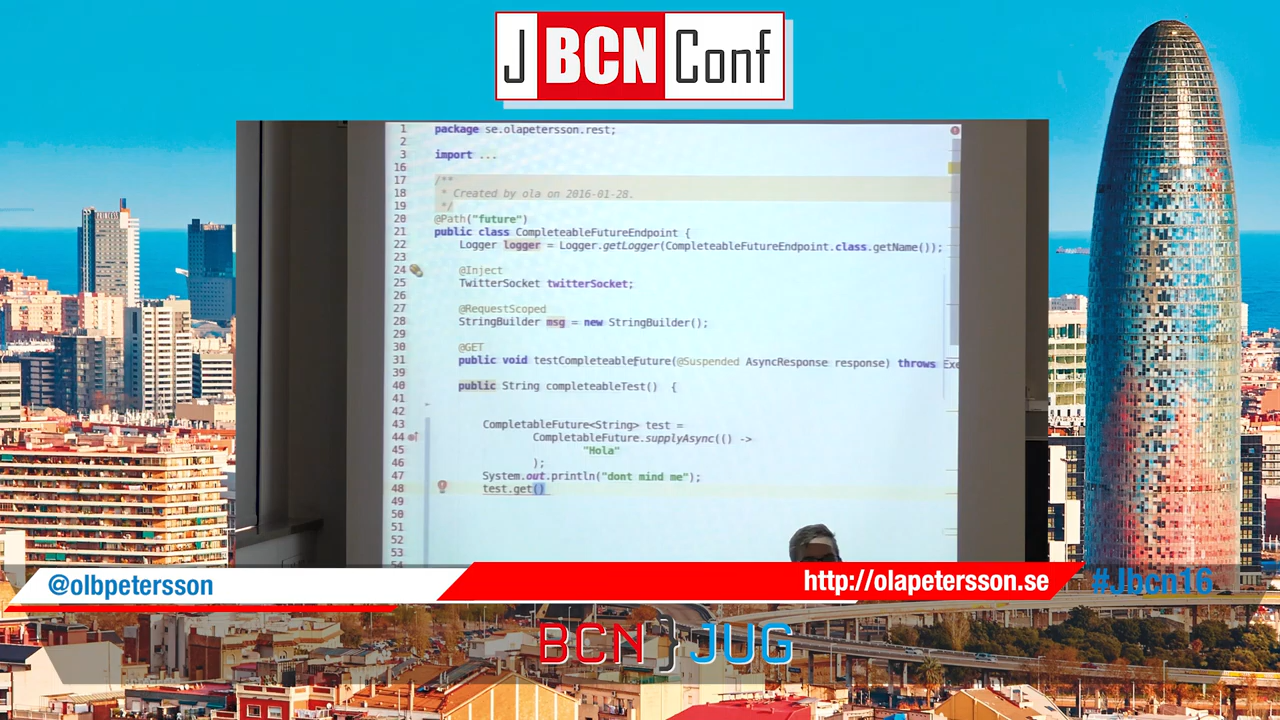 J BCN Conf
1 package se.olapetersson.rest;
2
3 import ...
16
17 /**
18 * Created by ola on 2016-01-28.
19 */
20 @Path("future")
21 public class CompleteableFutureEndpoint {
22 Logger logger = Logger.getLogger(CompleteableFutureEndpoint.class.getName());
23
24 @Inject
25 TwitterSocket twitterSocket;
26
27 @RequestScoped
28 StringBuilder msg = new StringBuilder();
29
30 @GET
31 public void testCompleteableFuture(@Suspended AsyncResponse response) throws Exe
39
40 public String completeableTest() {
41
42
43 CompletableFuture<String> test =
44 CompletableFuture.supplyAsync(() ->
45 "Hola"
46 );
47 System.out.println("dont mind me");
48 test.get()
49
50
51
52
53
54
@olbpetersson
http://olapetersson.se
#Jbcn16
BCN JUG